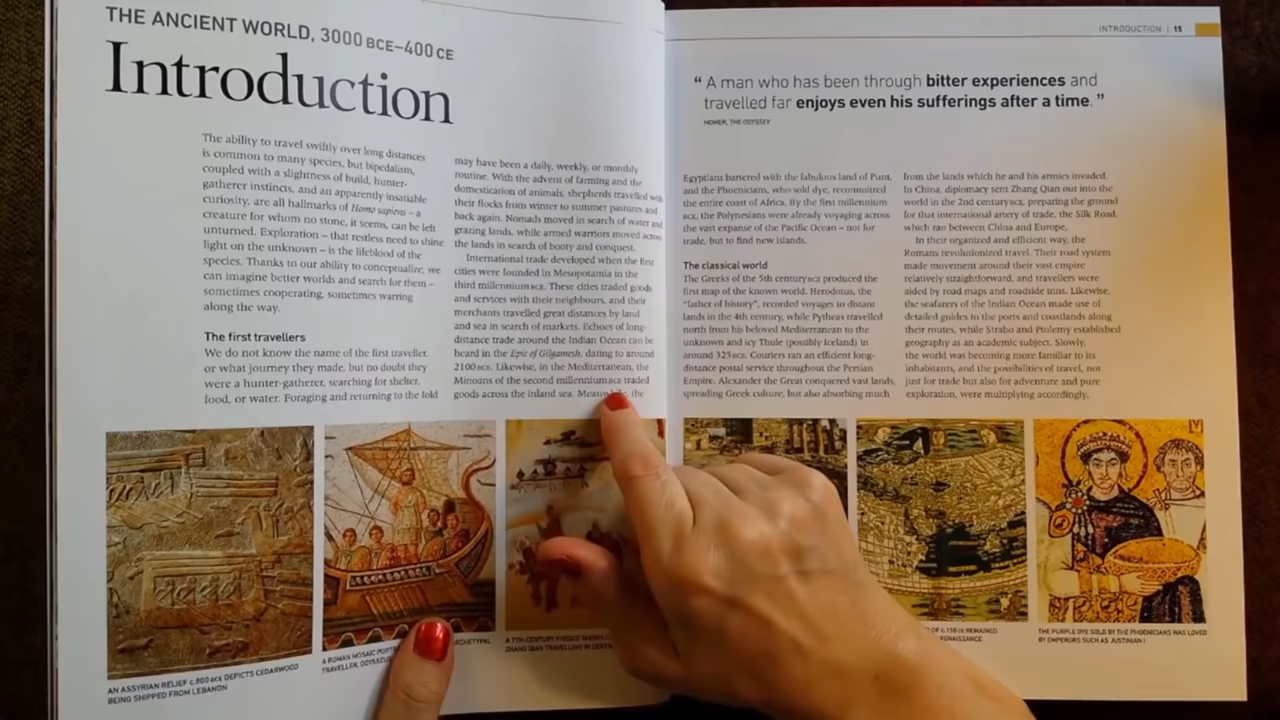 THE ANCIENT WORLD, 3000 BCE–400 CE
Introduction
The ability to travel swiftly over long distances
is common to many species, but bipedalism,
coupled with a slightness of build, hunter-
gatherer instincts, and an apparently insatiable
curiosity, are all hallmarks of Homo sapiens – a
creature for whom no stone, it seems, can be left
unturned. Exploration – that restless need to shine
light on the unknown – is the lifeblood of the
species. Thanks to our ability to conceptualize, we
can imagine better worlds and search for them –
sometimes cooperating, sometimes warring
along the way.
The first travellers
We do not know the name of the first traveller,
or what journey they made, but no doubt they
were a hunter-gatherer, searching for shelter,
food, or water. Foraging and returning to the fold
may have been a daily, weekly, or monthly
routine. With the advent of farming and the
domestication of animals, shepherds travelled with
their flocks from winter to summer pastures and
back again. Nomads moved in search of water and
grazing lands, while armed warriors moved across
the lands in search of booty and conquest.
International trade developed when the first
cities were founded in Mesopotamia in the
third millennium BCE. These cities traded goods
and services with their neighbours, and their
merchants travelled great distances by land
and sea in search of markets. Echoes of long-
distance trade around the Indian Ocean can be
heard in the Epic of Gilgamesh, dating to around
2100 BCE. Likewise, in the Mediterranean, the
Minoans of the second millennium BCE traded
goods across the inland sea. Meanwhile, the
AN ASSYRIAN RELIEF c.800 BCE DEPICTS CEDARWOOD
BEING SHIPPED FROM LEBANON
A ROMAN MOSAIC ARCHETYPAL
TRAVELLER,
A 7TH-CENTURY FRESCO SHOWS
ZHANG QIAN TRAVELLING IN
INTRODUCTION | 15
“ A man who has been through bitter experiences and
travelled far enjoys even his sufferings after a time. ”
HOMER, THE ODYSSEY
Egyptians bartered with the fabulous land of Punt,
and the Phoenicians, who sold dye, reconnoitred
the entire coast of Africa. By the first millennium
BCE, the Polynesians were already voyaging across
the vast expanse of the Pacific Ocean – not for
trade, but to find new islands.
The classical world
The Greeks of the 5th century BCE produced the
first map of the known world. Herodotus, the
“father of history”, recorded voyages to distant
lands in the 4th century, while Pytheas travelled
north from his beloved Mediterranean to the
unknown and icy Thule (possibly Iceland) in
around 325 BCE. Couriers ran an efficient long-
distance postal service throughout the Persian
Empire. Alexander the Great conquered vast lands,
spreading Greek culture, but also absorbing much
from the lands which he and his armies invaded.
In China, diplomacy sent Zhang Qian out into the
world in the 2nd century BCE, preparing the ground
for that international artery of trade, the Silk Road,
which ran between China and Europe.
In their organized and efficient way, the
Romans revolutionized travel. Their road system
made movement around their vast empire
relatively straightforward, and travellers were
aided by road maps and roadside inns. Likewise,
the seafarers of the Indian Ocean made use of
detailed guides to the ports and coastlands along
their routes, while Strabo and Ptolemy established
geography as an academic subject. Slowly,
the world was becoming more familiar to its
inhabitants, and the possibilities of travel, not
just for trade but also for adventure and pure
exploration, were multiplying accordingly.
OF c.150 CE REMAINED
RENAISSANCE
THE PURPLE DYE SOLD BY THE PHOENICIANS WAS LOVED
BY EMPERORS SUCH AS JUSTINIAN I